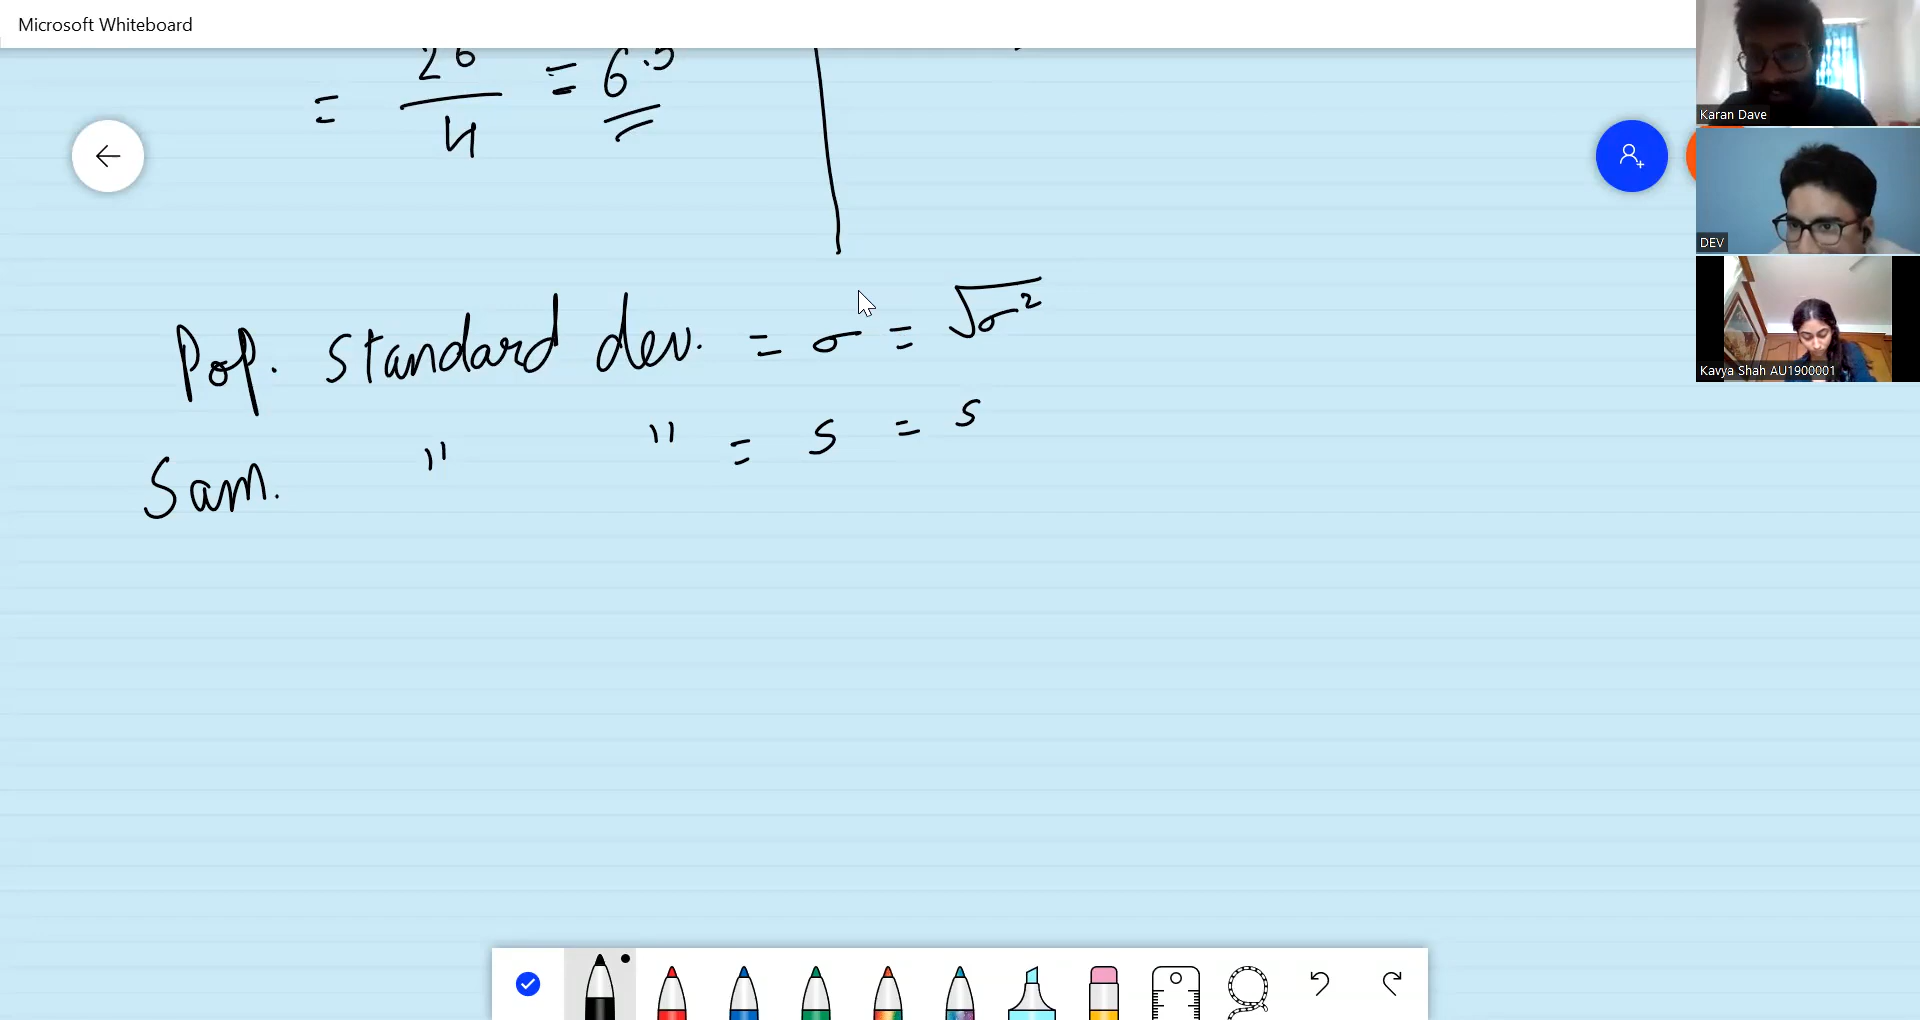 Microsoft Whiteboard
= 26/4 = 6.5
Pop. standard dev. = σ = √σ²
Sam. " " = s = s
Karan Dave
DEV
Kavya Shah AU1900001